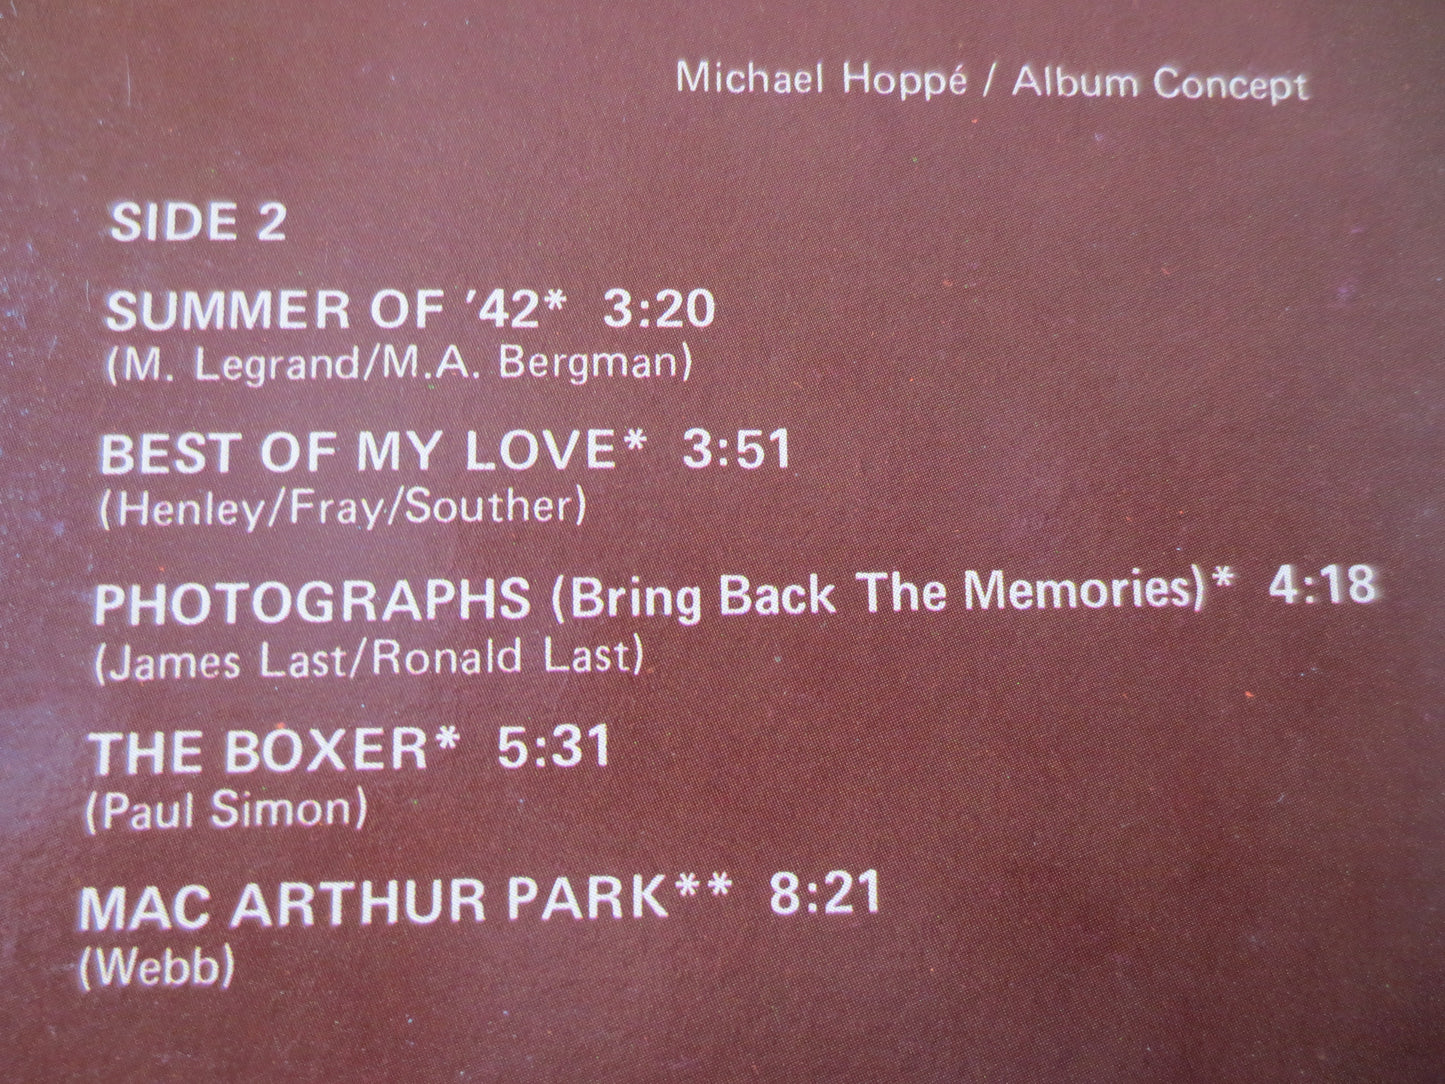 Michael Hoppé / Album Concept
SIDE 2
SUMMER OF '42* 3:20
(M. Legrand/M.A. Bergman)
BEST OF MY LOVE* 3:51
(Henley/Fray/Souther)
PHOTOGRAPHS (Bring Back The Memories)* 4:18
(James Last/Ronald Last)
THE BOXER* 5:31
(Paul Simon)
MAC ARTHUR PARK** 8:21
(Webb)